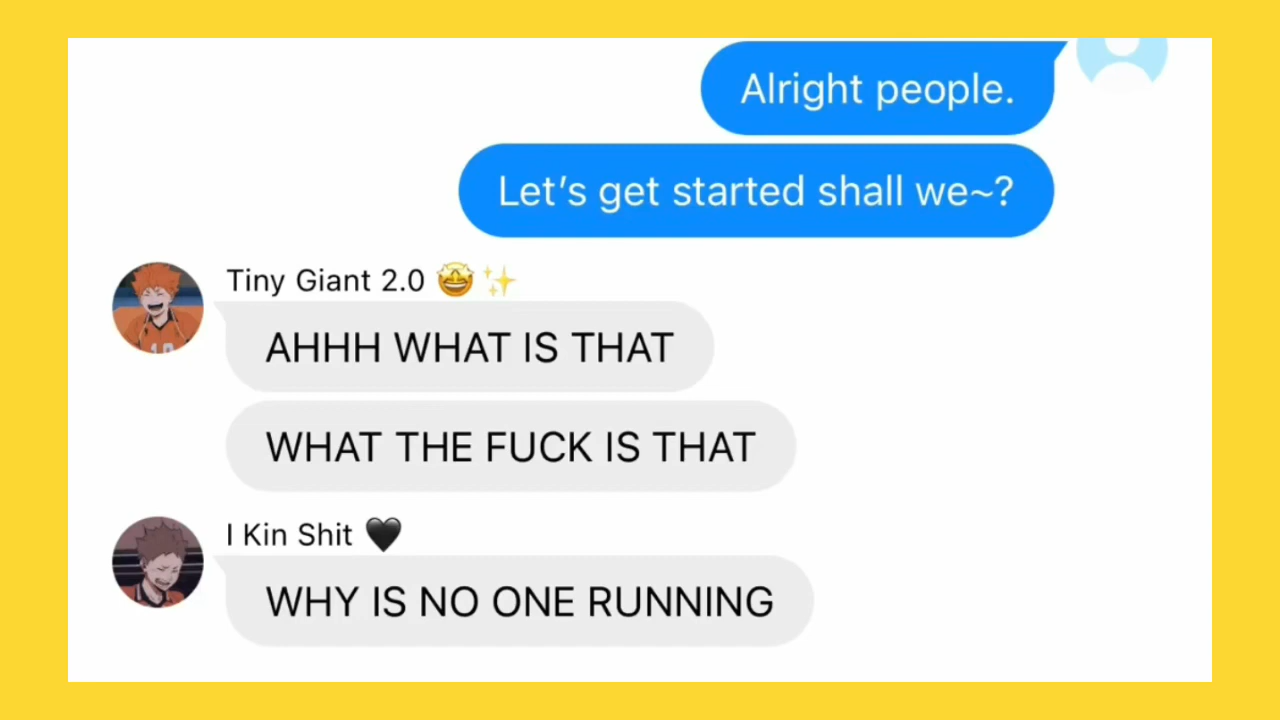 Alright people.
Let's get started shall we~?
Tiny Giant 2.0 🤩 ✨
AHHH WHAT IS THAT
WHAT THE FUCK IS THAT
I Kin Shit 🖤
WHY IS NO ONE RUNNING